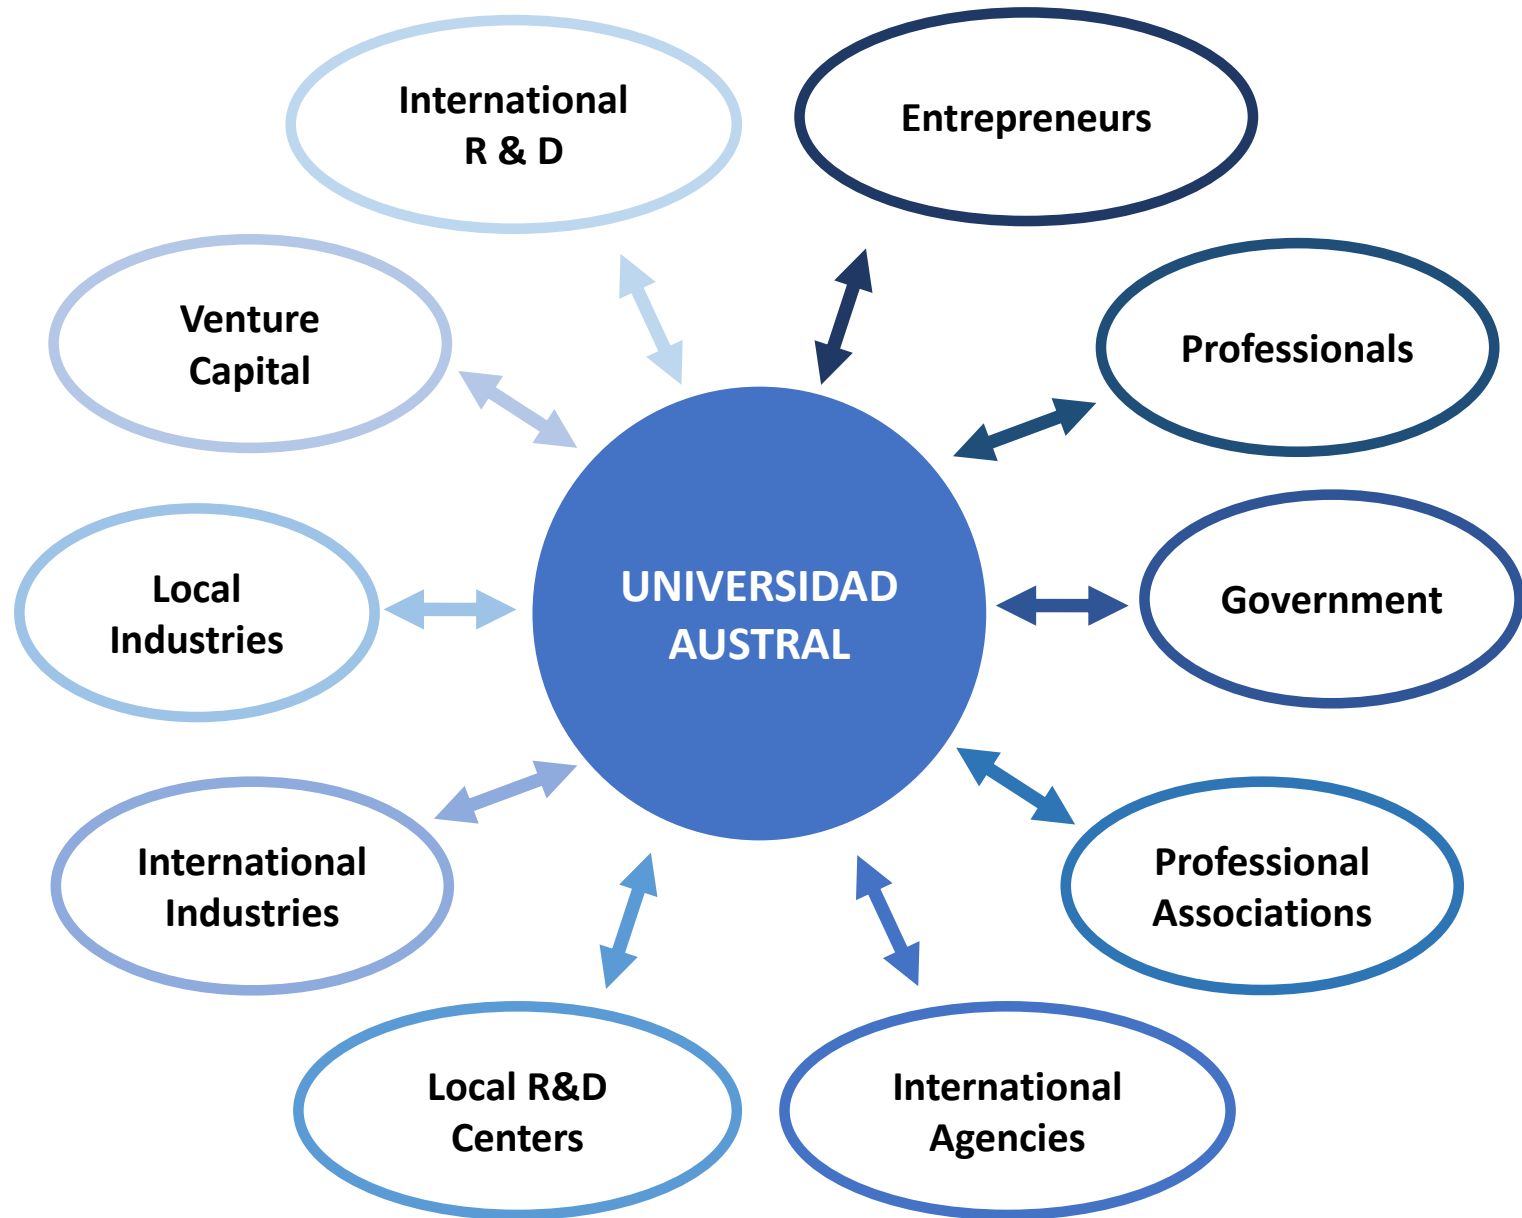 International
R & D
Entrepreneurs
Venture
Capital
Professionals
Local
Industries
UNIVERSIDAD
AUSTRAL
Government
International
Industries
Professional
Associations
Local R&D
Centers
International
Agencies